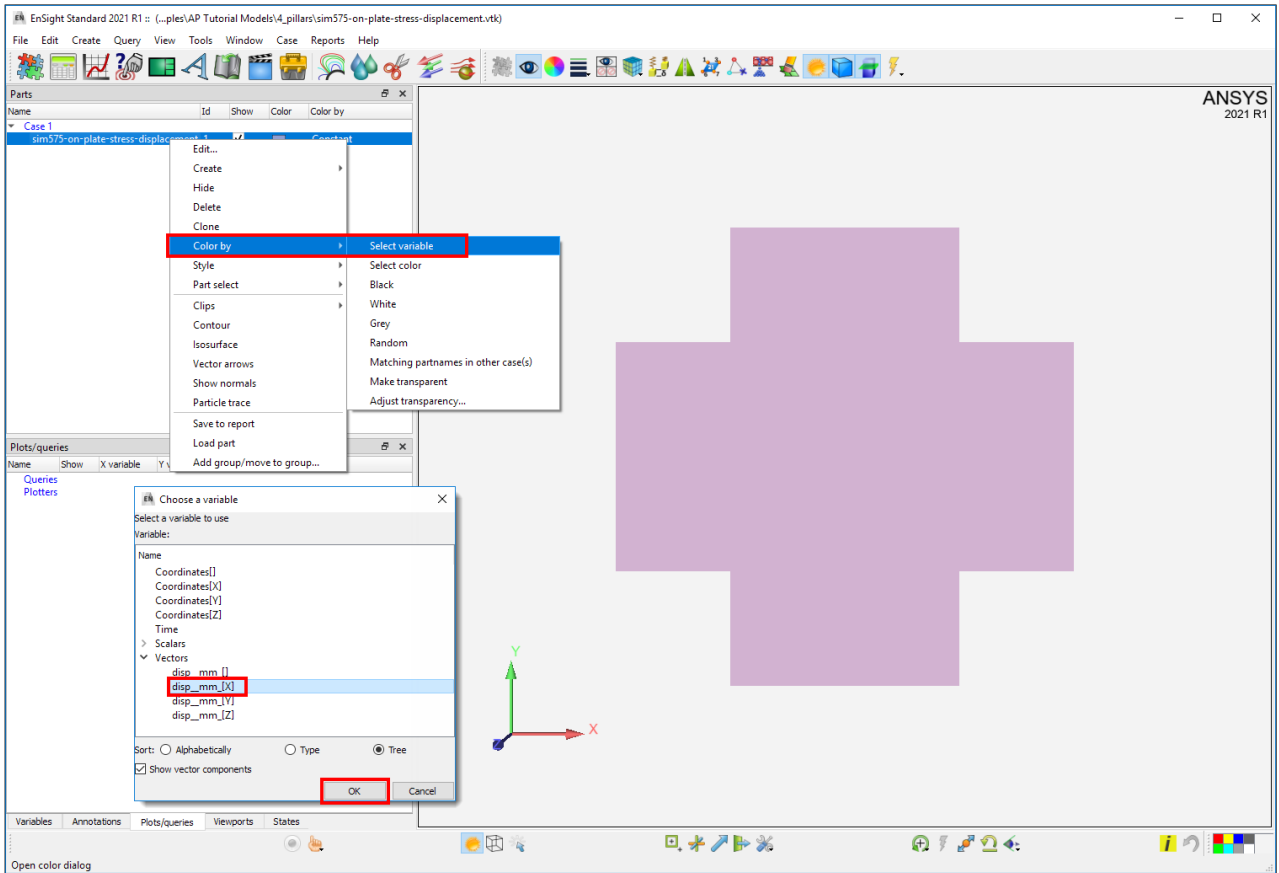 EnSight Standard 2021 R1 :: (...ples\AP Tutorial Models\4_pillars\sim575-on-plate-stress-displacement.vtk)
File Edit Create Query View Tools Window Case Reports Help
Parts
Name Id Show Color Color by
Case 1
sim575-on-plate-stress-displacement 1 Constant
Edit...
Create
Hide
Delete
Clone
Color by
Style
Part select
Clips
Contour
Isosurface
Vector arrows
Show normals
Particle trace
Save to report
Load part
Add group/move to group...
Select variable
Select color
Black
White
Grey
Random
Matching partnames in other case(s)
Make transparent
Adjust transparency...
ANSYS
2021 R1
Plots/queries
Name Show X variable Y v
Queries
Plotters
Choose a variable
Select a variable to use
Variable:
Name
Coordinates[]
Coordinates[X]
Coordinates[Y]
Coordinates[Z]
Time
Scalars
Vectors
disp__mm_[]
disp__mm_[X]
disp__mm_[Y]
disp__mm_[Z]
Sort: Alphabetically Type Tree
Show vector components
OK Cancel
Y
X
Variables Annotations Plots/queries Viewports States
Open color dialog